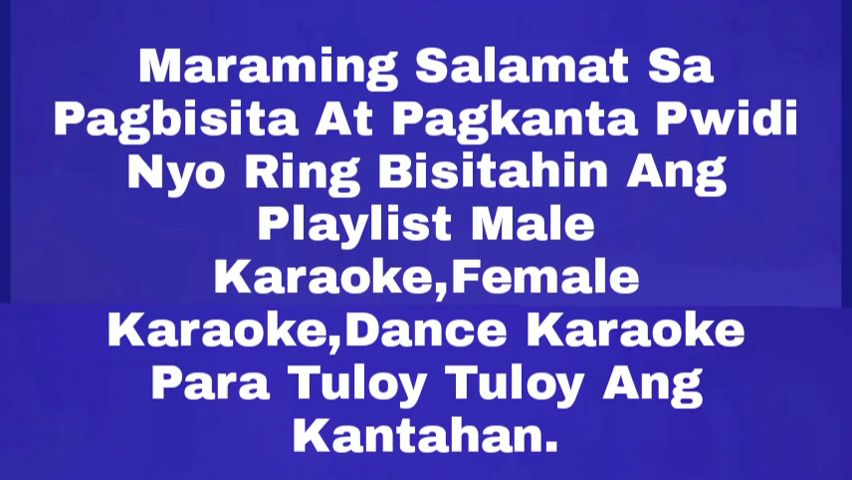 Maraming Salamat Sa
Pagbisita At Pagkanta Pwidi
Nyo Ring Bisitahin Ang
Playlist Male
Karaoke,Female
Karaoke,Dance Karaoke
Para Tuloy Tuloy Ang
Kantahan.